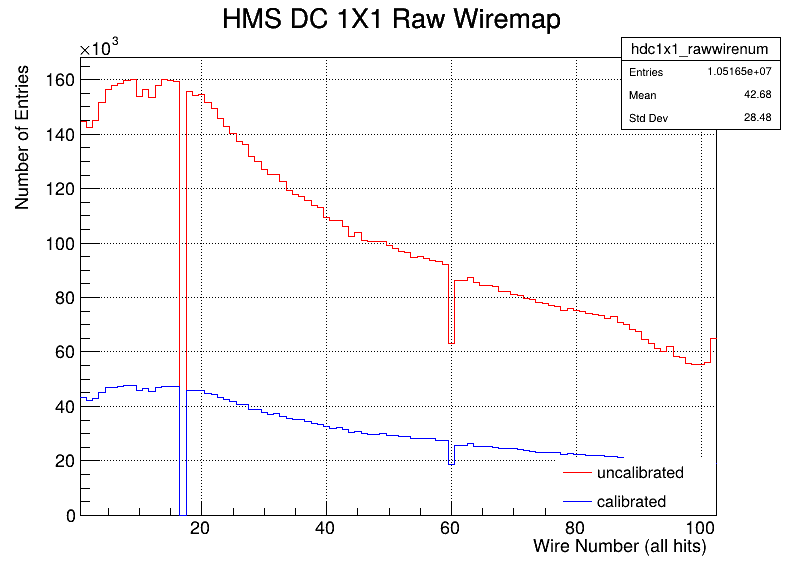 HMS DC 1X1 Raw Wiremap
×10³
hdc1x1_rawwirenum
Entries 1.05165e+07
Mean 42.68
Std Dev 28.48
Number of Entries
160
140
120
100
80
60
40
20
0
uncalibrated
calibrated
20 40 60 80 100
Wire Number (all hits)